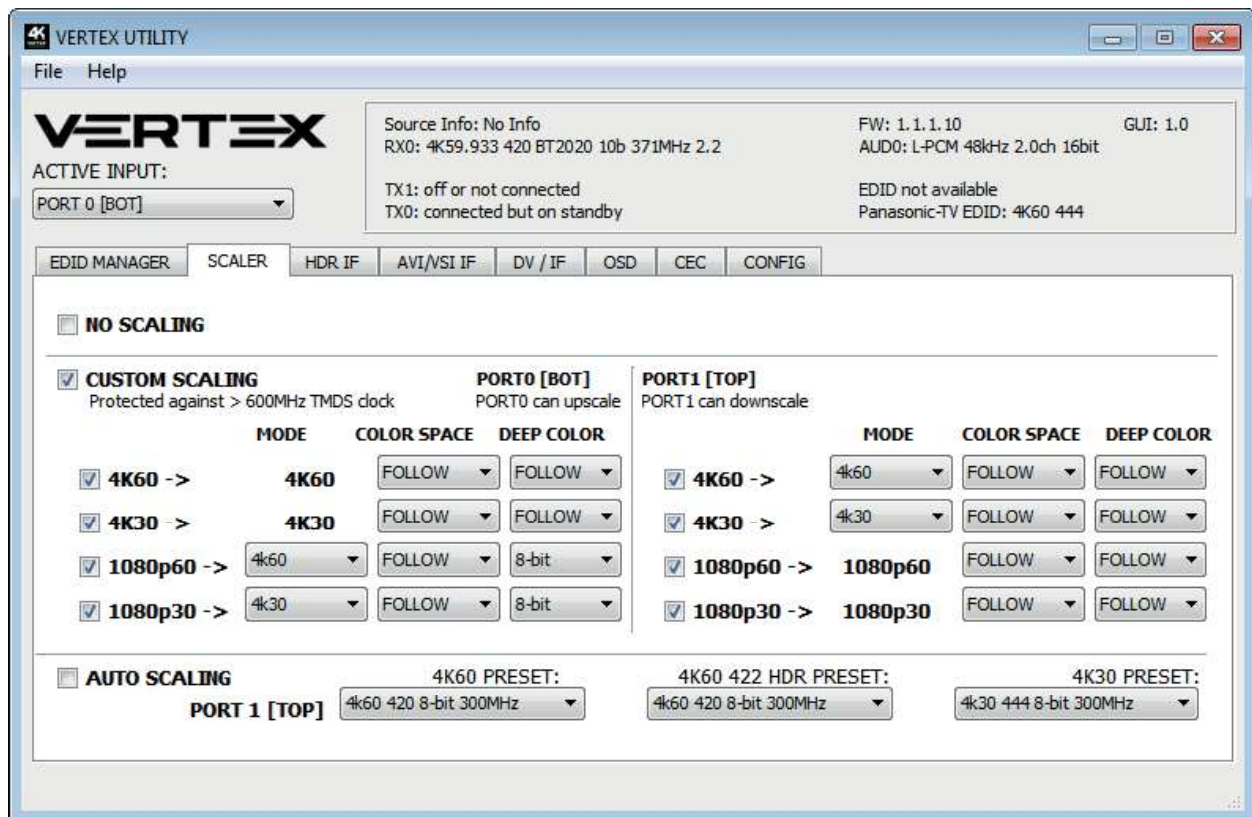 VERTEX UTILITY
File Help
VERTEX
ACTIVE INPUT:
PORT 0 [BOT]
Source Info: No Info
RX0: 4K59.933 420 BT2020 10b 371MHz 2.2
TX1: off or not connected
TX0: connected but on standby
FW: 1.1.1.10 GUI: 1.0
AUD0: L-PCM 48kHz 2.0ch 16bit
EDID not available
Panasonic-TV EDID: 4K60 444
EDID MANAGER SCALER HDR IF AVI/VSI IF DV / IF OSD CEC CONFIG
NO SCALING
CUSTOM SCALING PORT0 [BOT] PORT1 [TOP]
Protected against > 600MHz TMDS clock PORT0 can upscale PORT1 can downscale
MODE COLOR SPACE DEEP COLOR MODE COLOR SPACE DEEP COLOR
4K60 -> 4K60 FOLLOW FOLLOW 4K60 -> 4k60 FOLLOW FOLLOW
4K30 -> 4K30 FOLLOW FOLLOW 4K30 -> 4k30 FOLLOW FOLLOW
1080p60 -> 4k60 FOLLOW 8-bit 1080p60 -> 1080p60 FOLLOW FOLLOW
1080p30 -> 4k30 FOLLOW 8-bit 1080p30 -> 1080p30 FOLLOW FOLLOW
AUTO SCALING 4K60 PRESET: 4K60 422 HDR PRESET: 4K30 PRESET:
PORT 1 [TOP] 4k60 420 8-bit 300MHz 4k60 420 8-bit 300MHz 4k30 444 8-bit 300MHz